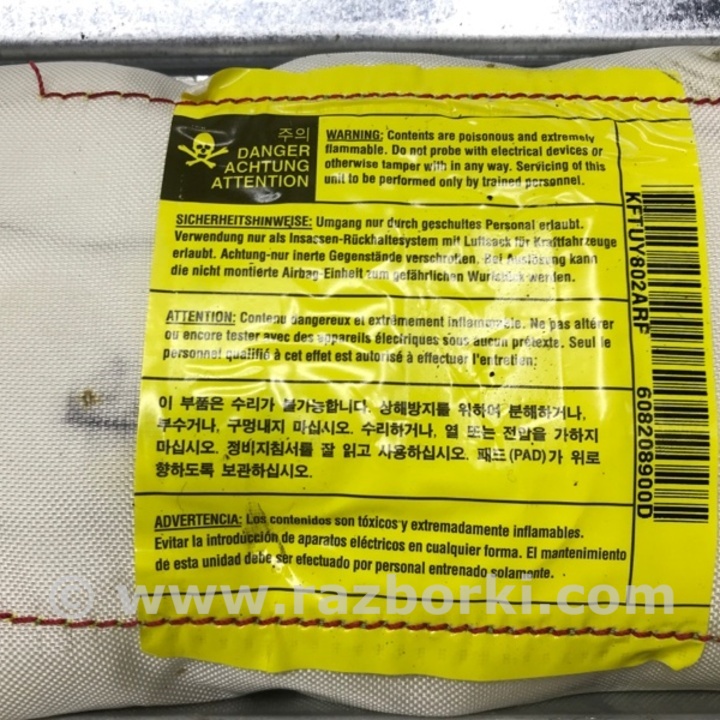 주의
DANGER
ACHTUNG
ATTENTION
WARNING: Contents are poisonous and extremely
flammable. Do not probe with electrical devices or
otherwise tamper with in any way. Servicing of this
unit to be performed only by trained personnel.
SICHERHEITSHINWEISE: Umgang nur durch geschultes Personal erlaubt.
Verwendung nur als Insassen-Rückhaltesystem mit Luftsack für Kraftfahrzeuge
erlaubt. Achtung-nur inerte Gegenstände verschrotten. Bei Auslösung kann
die nicht montierte Airbag-Einheit zum gefährlichen Wurfstück werden.
ATTENTION: Contenu dangereux et extrêmement inflammable. Ne pas altérer
ou encore tester avec des appareils électriques sous aucun prétexte. Seul le
personnel qualifié à cet effet est autorisé à effectuer l'entretien;
이 부품은 수리가 불가능합니다. 상해방지를 위하여 분해하거나,
부수거나, 구멍내지 마십시오. 수리하거나, 열 또는 전압을 가하지
마십시오. 정비지침서를 잘 읽고 사용하십시오. 패드(PAD)가 위로
향하도록 보관하십시오.
ADVERTENCIA: Los contenidos son tóxicos y extremadamente inflamables.
Evitar la introducción de aparatos eléctricos en cualquier forma. El mantenimiento
de esta unidad debe ser efectuado por personal entrenado solamente.
KFTUY802ARF
608208900D
© www.razborki.com